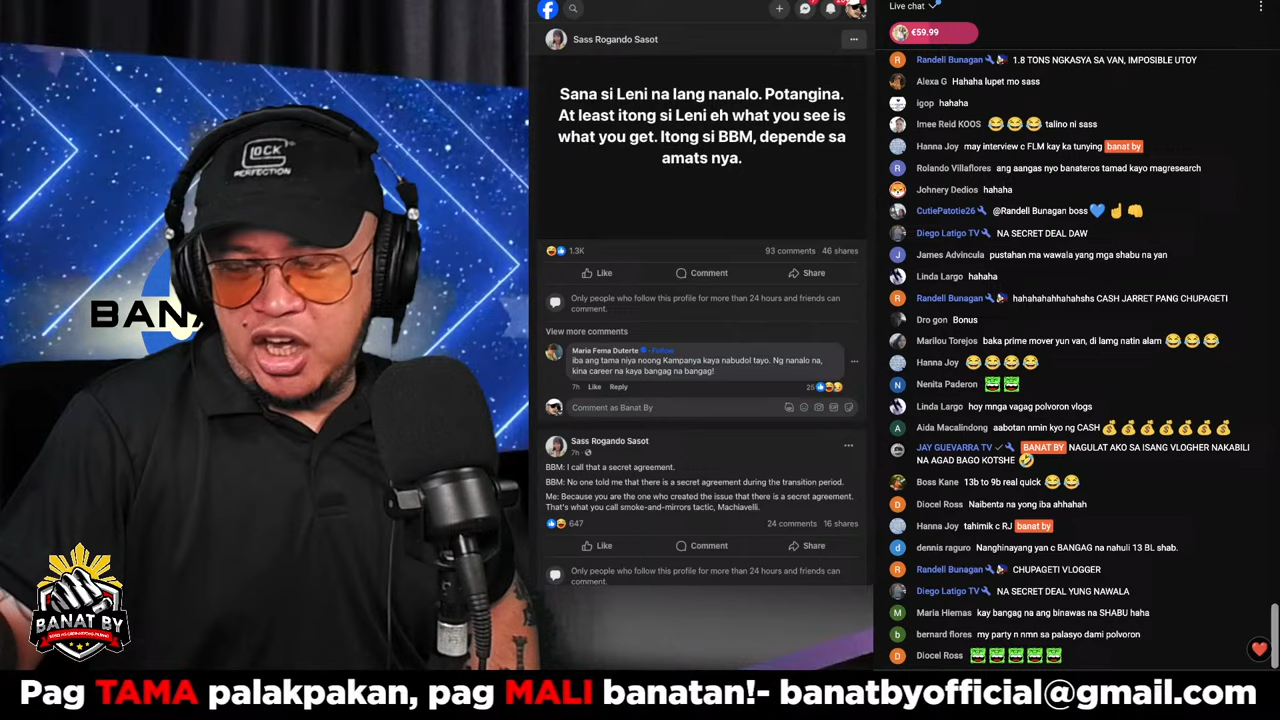 LOCK
PERFECTION
BANA
BANAT BY
Sass Rogando Sasot
Sana si Leni na lang nanalo. Potangina.
At least itong si Leni eh what you see is
what you get. Itong si BBM, depende sa
amats nya.
1.3K
93 comments 46 shares
Like Comment Share
Only people who follow this profile for more than 24 hours and friends can
comment.
View more comments
Maria Fema Duterte · Follow
iba ang tama niya noong Kampanya kaya nabudol tayo. Ng nanalo na,
kina career na kaya bangag na bangag!
7h Like Reply
25
Comment as Banat By
Sass Rogando Sasot
7h ·
BBM: I call that a secret agreement.
BBM: No one told me that there is a secret agreement during the transition period.
Me: Because you are the one who created the issue that there is a secret agreement.
That's what you call smoke-and-mirrors tactic, Machiavelli.
647
24 comments 16 shares
Like Comment Share
Only people who follow this profile for more than 24 hours and friends can
comment.
Live chat
€59.99
Randell Bunagan 1.8 TONS NGKASYA SA VAN, IMPOSIBLE UTOY
Alexa G Hahaha lupet mo sass
igop hahaha
Imee Reid KOOS 😂😂😂 talino ni sass
Hanna Joy may interview c FLM kay ka tunying banat by
Rolando Villaflores ang aangas nyo banateros tamad kayo magresearch
Johnery Dedios hahaha
CutiePatotie26 @Randell Bunagan boss💙☝👊
Diego Latigo TV NA SECRET DEAL DAW
James Advincula pustahan ma wawala yang mga shabu na yan
Linda Largo hahaha
Randell Bunagan hahahahahhahahshs CASH JARRET PANG CHUPAGETI
Dro gon Bonus
Marilou Torejos baka prime mover yun van, di lamg natin alam 😂😂😂
Hanna Joy 😂😂😂😂
Nenita Paderon
Linda Largo hoy mnga vagag polvoron vlogs
Aida Macalindong aabotan nmin kyo ng CASH 💰💰💰💰💰💰💰
JAY GUEVARRA TV BANAT BY NAGULAT AKO SA ISANG VLOGHER NAKABILI
NA AGAD BAGO KOTSHE 🤣
Boss Kane 13b to 9b real quick 😂😂
Diocel Ross Naibenta na yong iba ahhahah
Hanna Joy tahimik c RJ banat by
dennis raguro Nanghinayang yan c BANGAG na nahuli 13 BL shab.
Randell Bunagan CHUPAGETI VLOGGER
Diego Latigo TV NA SECRET DEAL YUNG NAWALA
Maria Hiemas kay bangag na ang binawas na SHABU haha
bernard flores my party n nmn sa palasyo dami polvoron
Diocel Ross
Pag TAMA palakpakan, pag MALI banatan!- banatbyofficial@gmail.com